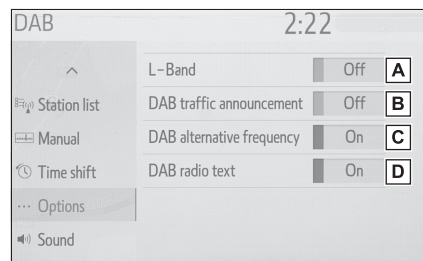 DAB 2:22
L-Band Off A
Station list DAB traffic announcement Off B
Manual DAB alternative frequency On C
Time shift DAB radio text On D
Options
Sound